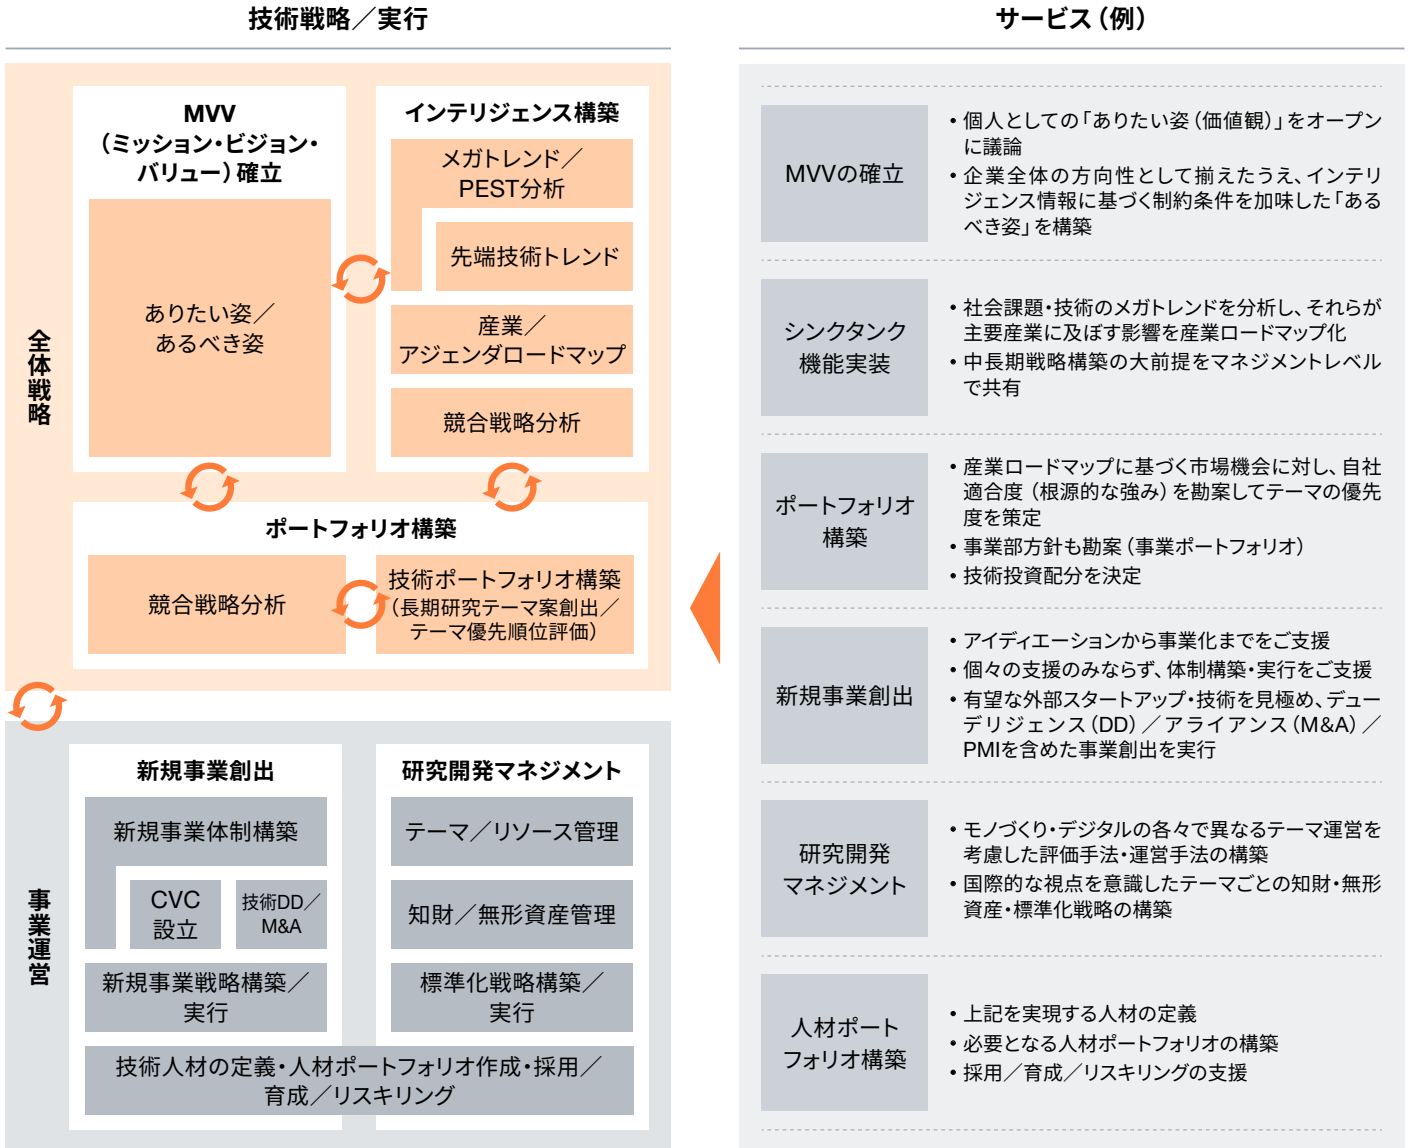 技術戦略／実行
全体戦略
MVV
（ミッション・ビジョン・
バリュー）確立
ありたい姿／
あるべき姿
インテリジェンス構築
メガトレンド／
PEST分析
先端技術トレンド
産業／
アジェンダロードマップ
競合戦略分析
ポートフォリオ構築
競合戦略分析
技術ポートフォリオ構築
（長期研究テーマ案創出／
テーマ優先順位評価）
事業運営
新規事業創出
新規事業体制構築
CVC
設立
技術DD／
M&A
新規事業戦略構築／
実行
研究開発マネジメント
テーマ／リソース管理
知財／無形資産管理
標準化戦略構築／
実行
技術人材の定義・人材ポートフォリオ作成・採用／
育成／リスキリング
サービス（例）
MVVの確立
• 個人としての「ありたい姿（価値観）」をオープン
に議論
• 企業全体の方向性として揃えたうえ、インテリ
ジェンス情報に基づく制約条件を加味した「ある
べき姿」を構築
シンクタンク
機能実装
• 社会課題・技術のメガトレンドを分析し、それらが
主要産業に及ぼす影響を産業ロードマップ化
• 中長期戦略構築の大前提をマネジメントレベル
で共有
ポートフォリオ
構築
• 産業ロードマップに基づく市場機会に対し、自社
適合度（根源的な強み）を勘案してテーマの優先
度を策定
• 事業部方針も勘案（事業ポートフォリオ）
• 技術投資配分を決定
新規事業創出
• アイディエーションから事業化までをご支援
• 個々の支援のみならず、体制構築・実行をご支援
• 有望な外部スタートアップ・技術を見極め、デュー
デリジェンス（DD）／アライアンス（M&A）／
PMIを含めた事業創出を実行
研究開発
マネジメント
• モノづくり・デジタルの各々で異なるテーマ運営を
考慮した評価手法・運営手法の構築
• 国際的な視点を意識したテーマごとの知財・無形
資産・標準化戦略の構築
人材ポート
フォリオ構築
• 上記を実現する人材の定義
• 必要となる人材ポートフォリオの構築
• 採用／育成／リスキリングの支援